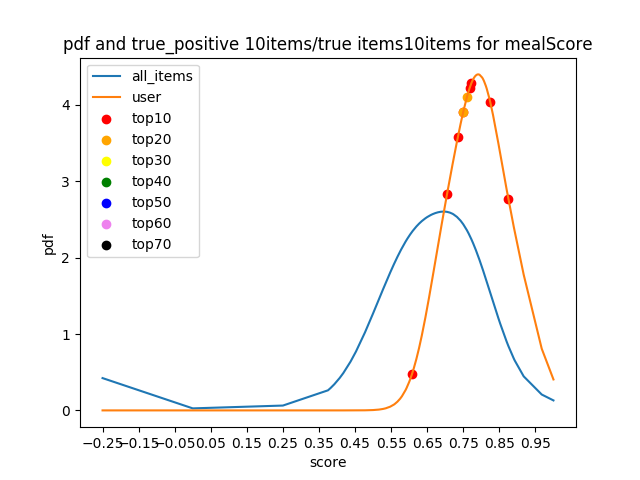 pdf and true_positive 10items/true items10items for mealScore
all_items
user
top10
top20
top30
top40
top50
top60
top70
pdf
4
3
2
1
0
−0.25−0.15−0.05 0.05 0.15 0.25 0.35 0.45 0.55 0.65 0.75 0.85 0.95
score